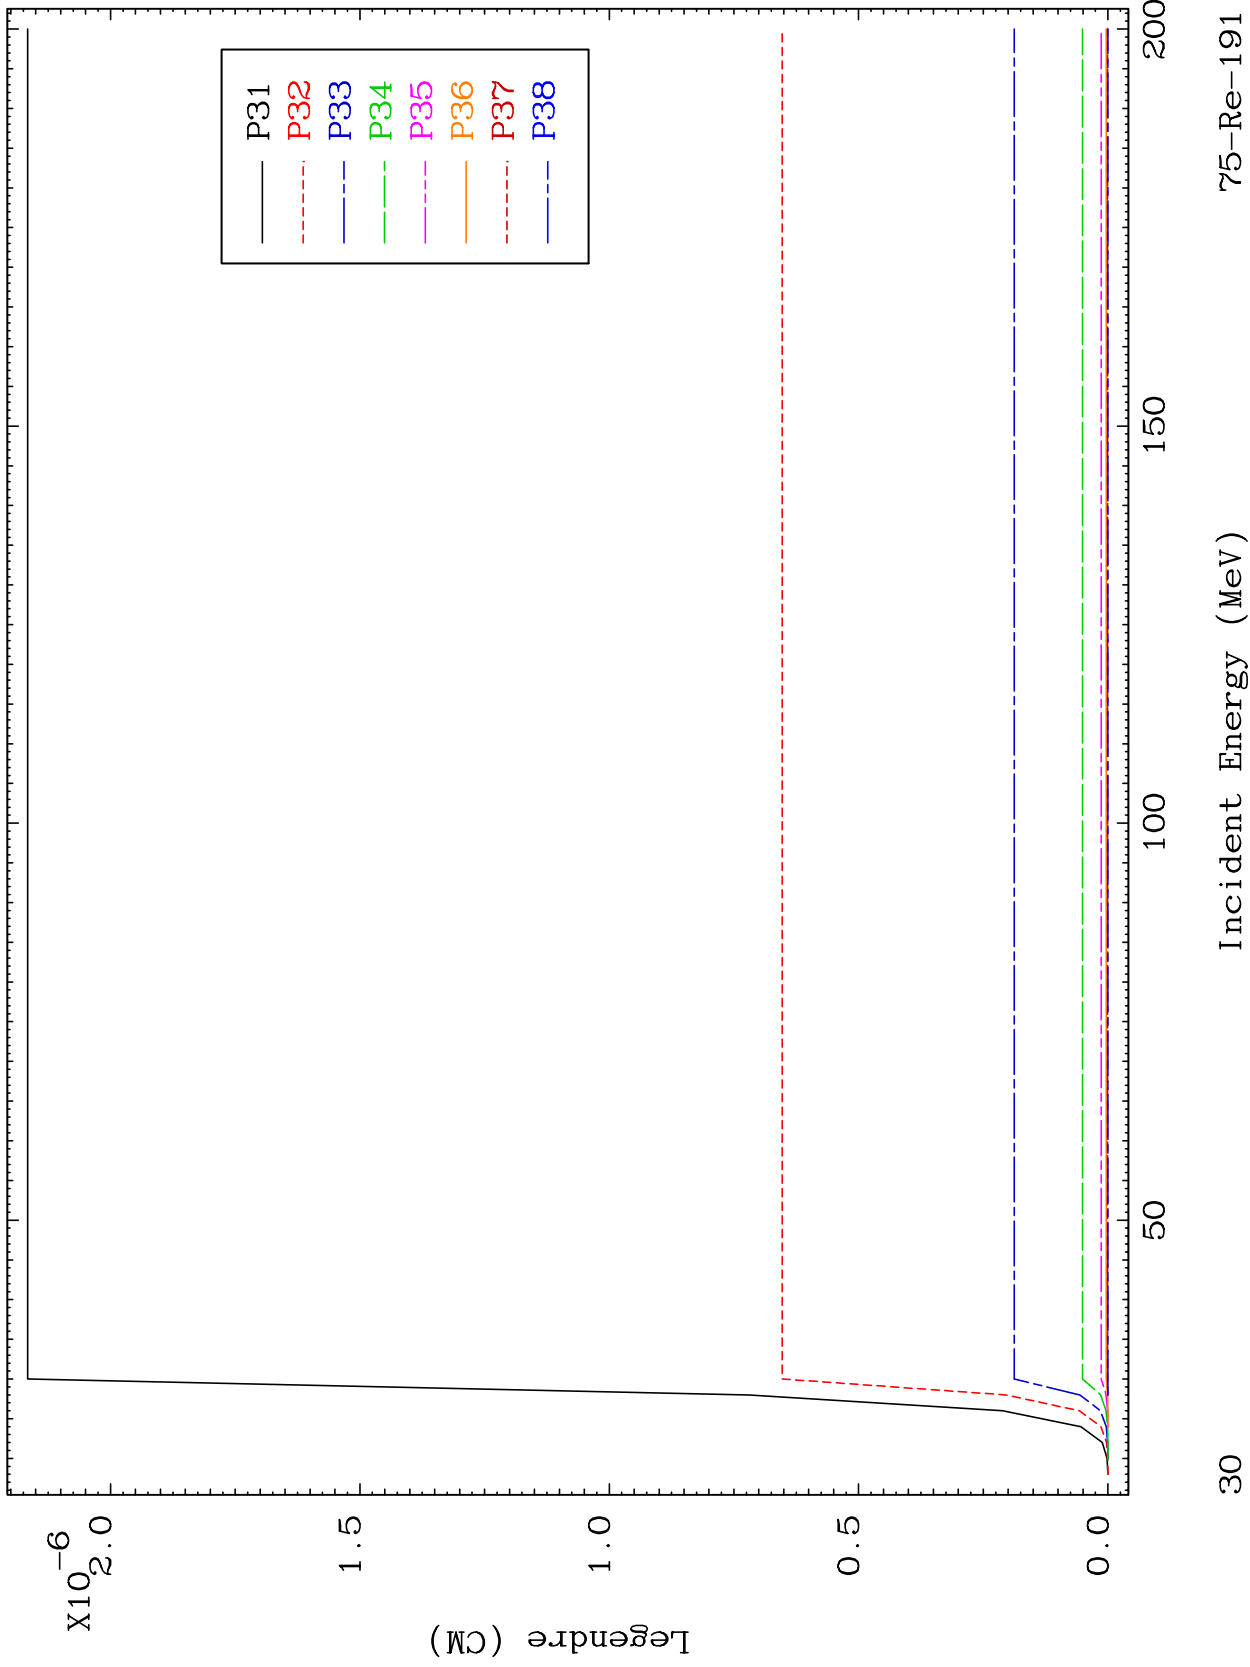 X10⁻⁶
2.0
1.5
1.0
0.5
0.0
Legendre (CM)
P31
P32
P33
P34
P35
P36
P37
P38
50
100
150
200
Incident Energy (MeV)
30
75-Re-191